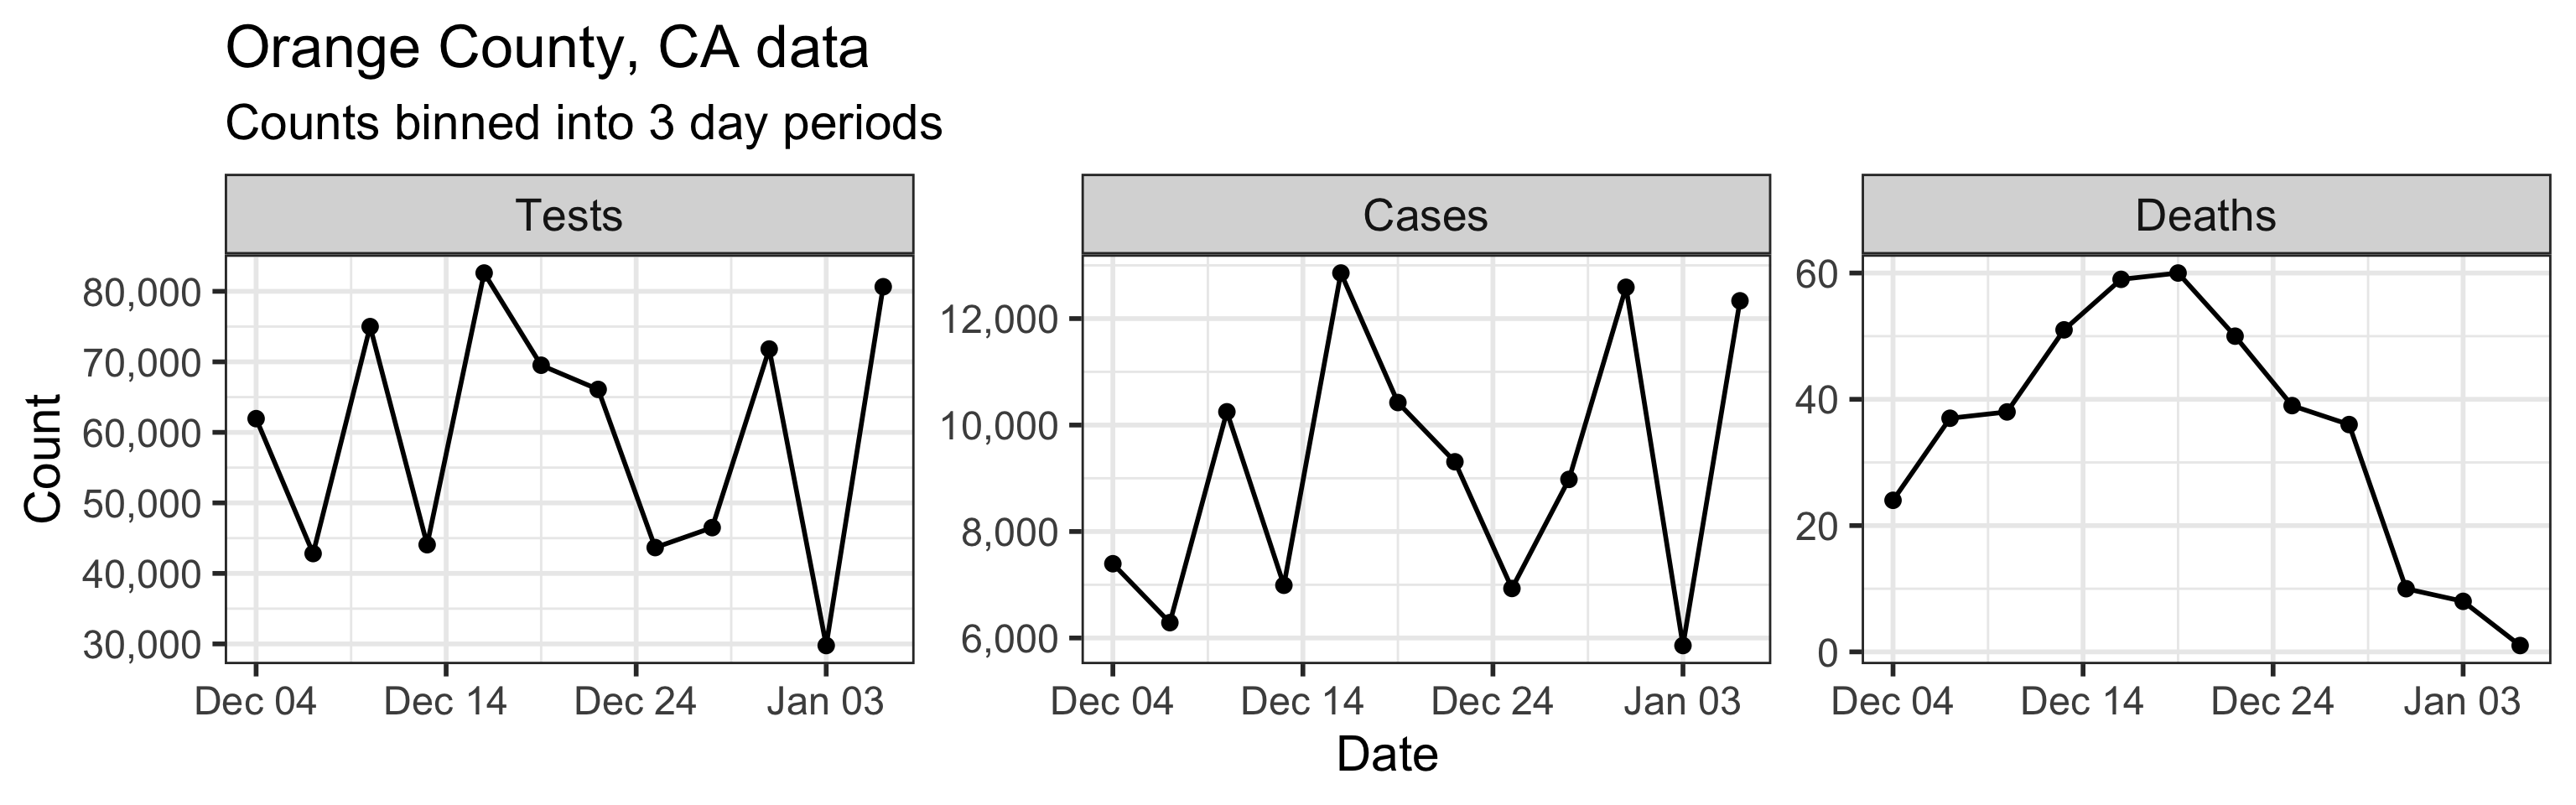 Orange County, CA data
Counts binned into 3 day periods
Tests
Cases
Deaths
Count
80,000
70,000
60,000
50,000
40,000
30,000
12,000
10,000
8,000
6,000
60
40
20
0
Dec 04 Dec 14 Dec 24 Jan 03
Dec 04 Dec 14 Dec 24 Jan 03
Dec 04 Dec 14 Dec 24 Jan 03
Date